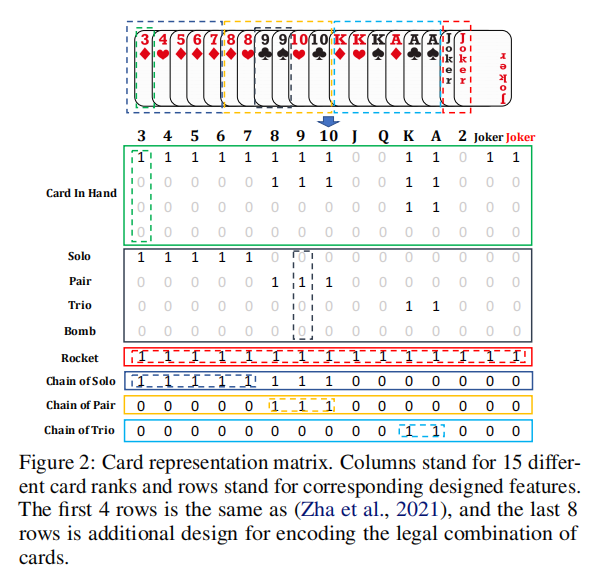 3 4 5 6 7 8 8 9 9 10 10 K K K A A A Joker Joker Joker
3 4 5 6 7 8 9 10 J Q K A 2 Joker Joker
1 1 1 1 1 1 1 1 0 0 1 1 0 1 1
Card In Hand
0 0 0 0 0 1 1 1 0 0 1 1 0 0 0
0 0 0 0 0 0 0 0 0 0 1 1 0 0 0
0 0 0 0 0 0 0 0 0 0 0 0 0 0 0
Solo 1 1 1 1 1 0 0 0 0 0 0 0 0 0 0
Pair 0 0 0 0 0 1 1 1 0 0 0 0 0 0 0
Trio 0 0 0 0 0 0 0 0 0 0 1 1 0 0 0
Bomb 0 0 0 0 0 0 0 0 0 0 0 0 0 0 0
Rocket 1 1 1 1 1 1 1 1 1 1 1 1 1 1 1
Chain of Solo 1 1 1 1 1 1 1 1 0 0 0 0 0 0 0
Chain of Pair 0 0 0 0 0 1 1 1 0 0 0 0 0 0 0
Chain of Trio 0 0 0 0 0 0 0 0 0 0 1 1 0 0 0
Figure 2: Card representation matrix. Columns stand for 15 differ-
ent card ranks and rows stand for corresponding designed features.
The first 4 rows is the same as (Zha et al., 2021), and the last 8
rows is additional design for encoding the legal combination of
cards.